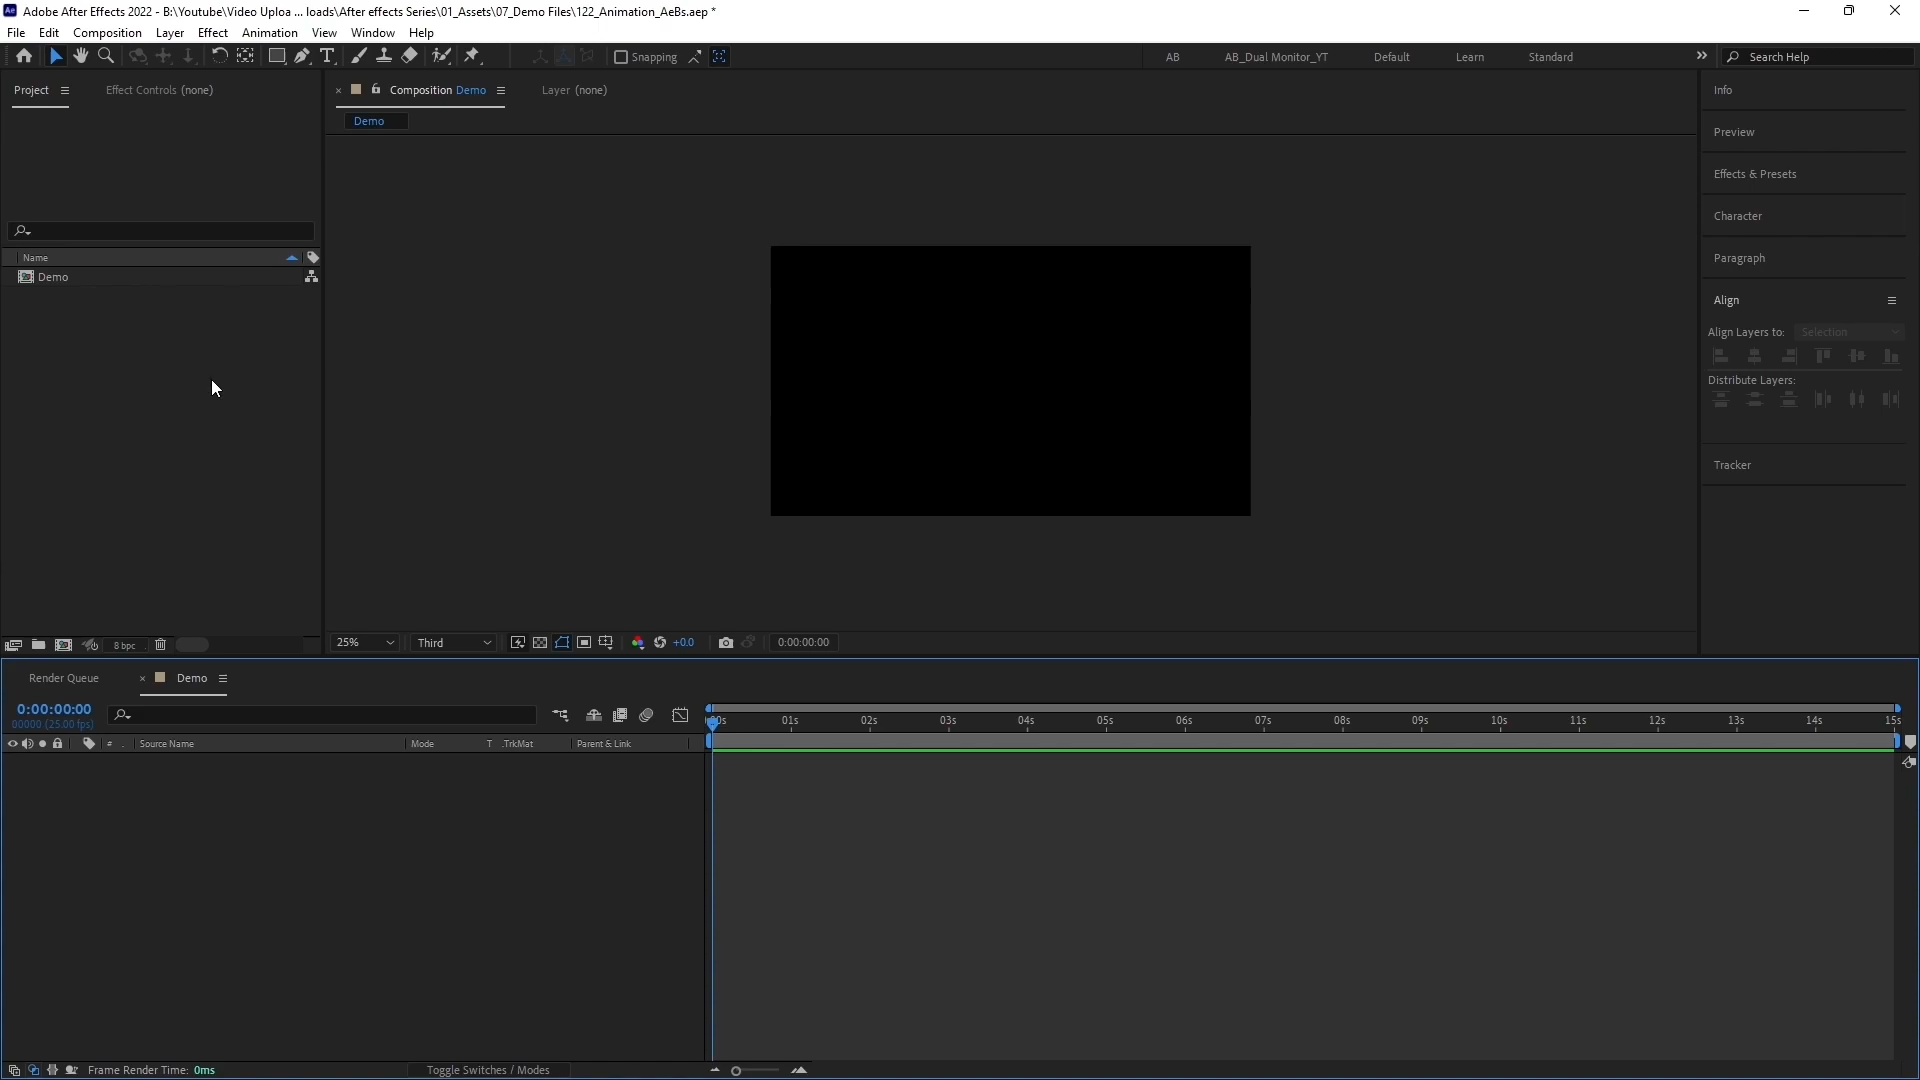 Ae Adobe After Effects 2022 - B:\Youtube\Video Uploa ... loads\After effects Series\01_Assets\07_Demo Files\122_Animation_AeBs.aep *
File Edit Composition Layer Effect Animation View Window Help
Snapping AB AB_Dual Monitor_YT Default Learn Standard Search Help
Project Effect Controls (none) Composition Demo Layer (none) Info
Demo
Preview
Effects & Presets
Character
Name
Paragraph
Demo
Align
Align Layers to: Selection
Distribute Layers:
Tracker
8 bpc 25% Third +0.0 0:00:00:00
Render Queue Demo
0:00:00:00
00000 (25.00 fps)
00s 01s 02s 03s 04s 05s 06s 07s 08s 09s 10s 11s 12s 13s 14s 15s
# . Source Name Mode T .TrkMat Parent & Link
Frame Render Time: 0ms Toggle Switches / Modes